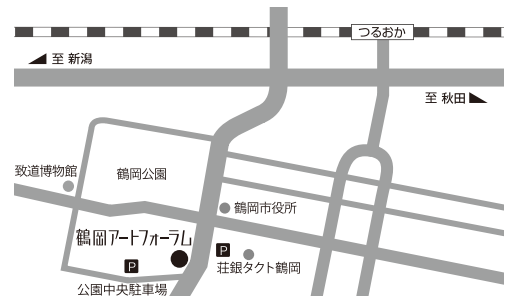 つるおか
至 新潟
至 秋田
致道博物館
鶴岡公園
鶴岡市役所
鶴岡アートフォーラム
P
P
荘銀タクト鶴岡
公園中央駐車場